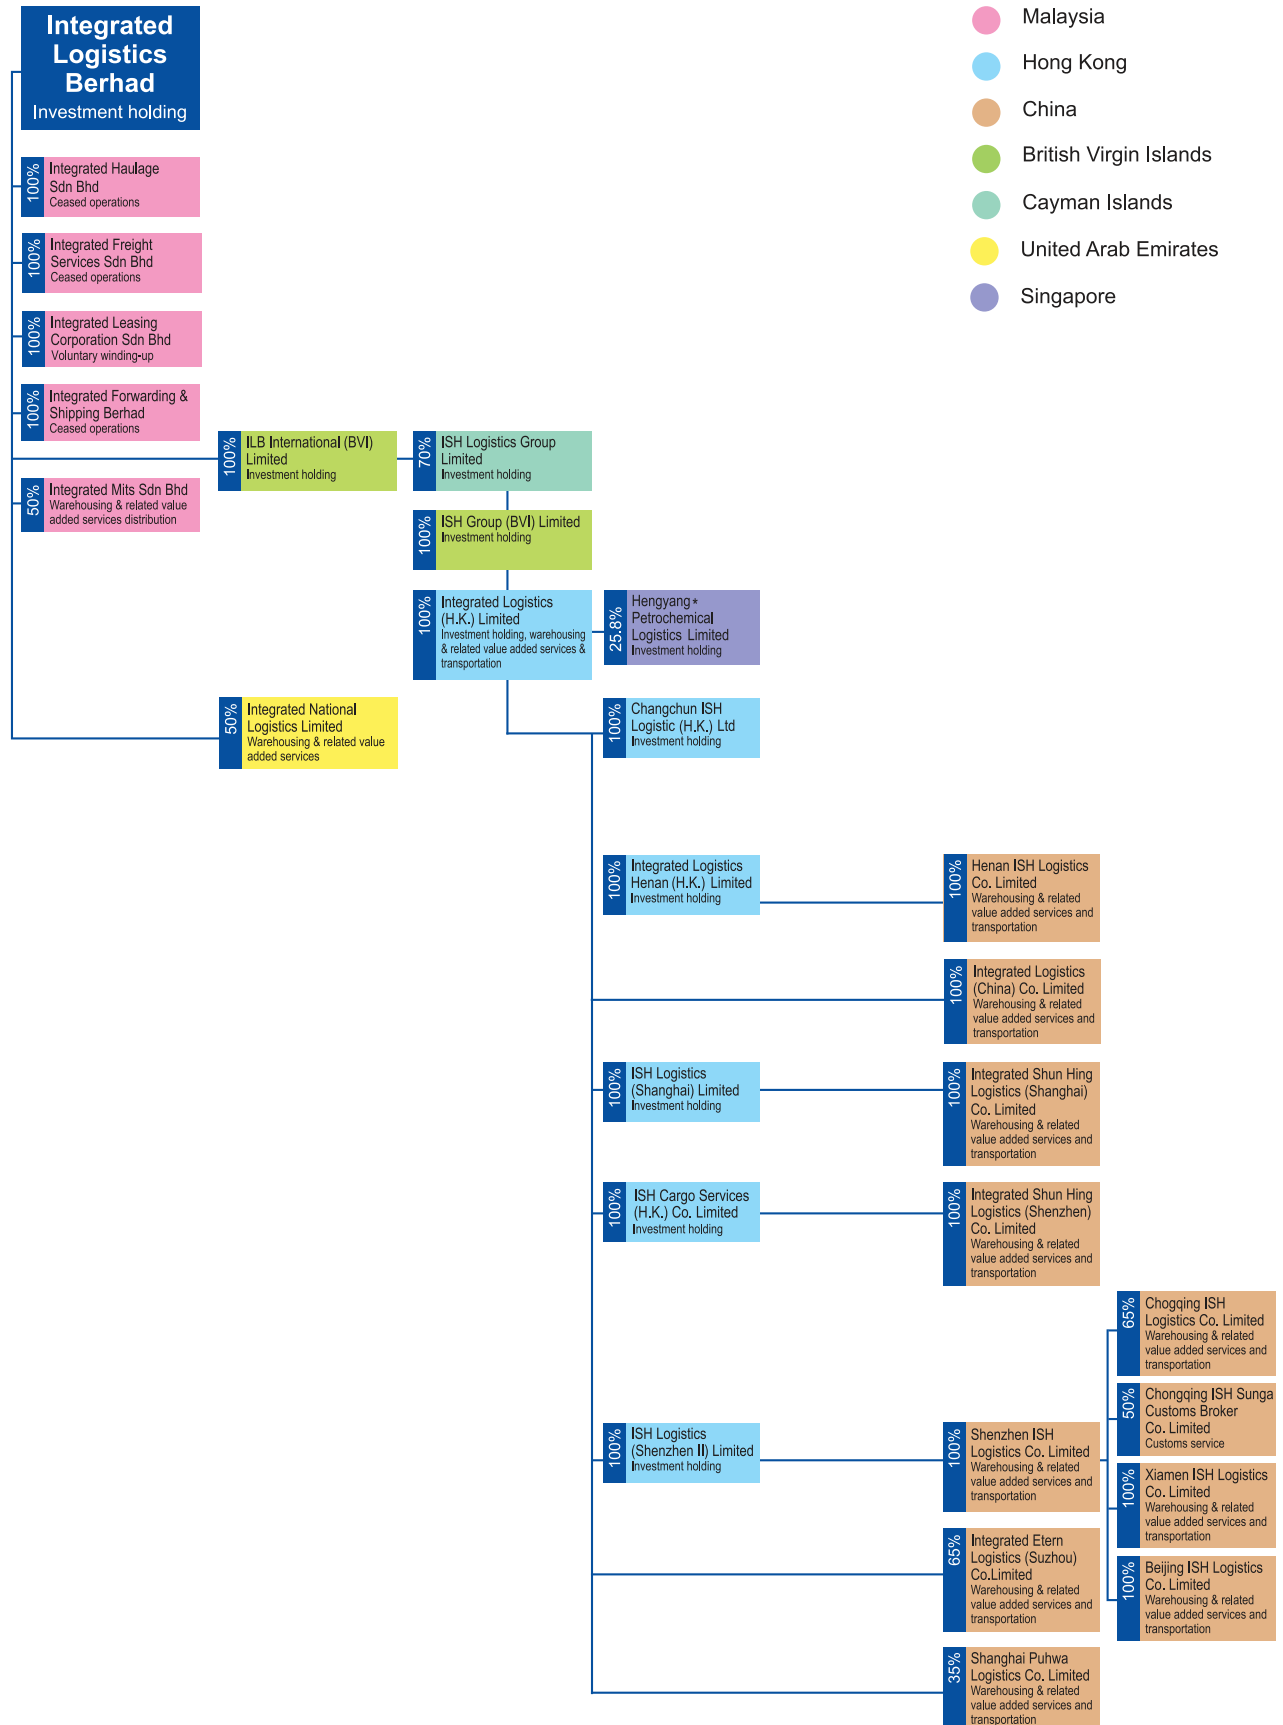 Integrated
Logistics
Berhad
Investment holding
Malaysia
Hong Kong
China
British Virgin Islands
Cayman Islands
United Arab Emirates
Singapore
100%
Integrated Haulage
Sdn Bhd
Ceased operations
100%
Integrated Freight
Services Sdn Bhd
Ceased operations
100%
Integrated Leasing
Corporation Sdn Bhd
Voluntary winding-up
100%
Integrated Forwarding &
Shipping Berhad
Ceased operations
100%
ILB International (BVI)
Limited
Investment holding
70%
ISH Logistics Group
Limited
Investment holding
50%
Integrated Mits Sdn Bhd
Warehousing & related value
added services distribution
100%
ISH Group (BVI) Limited
Investment holding
100%
Integrated Logistics
(H.K.) Limited
Investment holding, warehousing
& related value added services &
transportation
25.8%
Hengyang*
Petrochemical
Logistics Limited
Investment holding
50%
Integrated National
Logistics Limited
Warehousing & related value
added services
100%
Changchun ISH
Logistic (H.K.) Ltd
Investment holding
100%
Integrated Logistics
Henan (H.K.) Limited
Investment holding
100%
Henan ISH Logistics
Co. Limited
Warehousing & related
value added services and
transportation
100%
Integrated Logistics
(China) Co. Limited
Warehousing & related
value added services and
transportation
100%
ISH Logistics
(Shanghai) Limited
Investment holding
100%
Integrated Shun Hing
Logistics (Shanghai)
Co. Limited
Warehousing & related
value added services and
transportation
100%
ISH Cargo Services
(H.K.) Co. Limited
Investment holding
100%
Integrated Shun Hing
Logistics (Shenzhen)
Co. Limited
Warehousing & related
value added services and
transportation
65%
Chogqing ISH
Logistics Co. Limited
Warehousing & related
value added services and
transportation
50%
Chongqing ISH Sunga
Customs Broker
Co. Limited
Customs service
100%
ISH Logistics
(Shenzhen II) Limited
Investment holding
100%
Shenzhen ISH
Logistics Co. Limited
Warehousing & related
value added services and
transportation
100%
Xiamen ISH Logistics
Co. Limited
Warehousing & related
value added services and
transportation
65%
Integrated Etern
Logistics (Suzhou)
Co.Limited
Warehousing & related
value added services and
transportation
100%
Beijing ISH Logistics
Co. Limited
Warehousing & related
value added services and
transportation
35%
Shanghai Puhwa
Logistics Co. Limited
Warehousing & related
value added services and
transportation